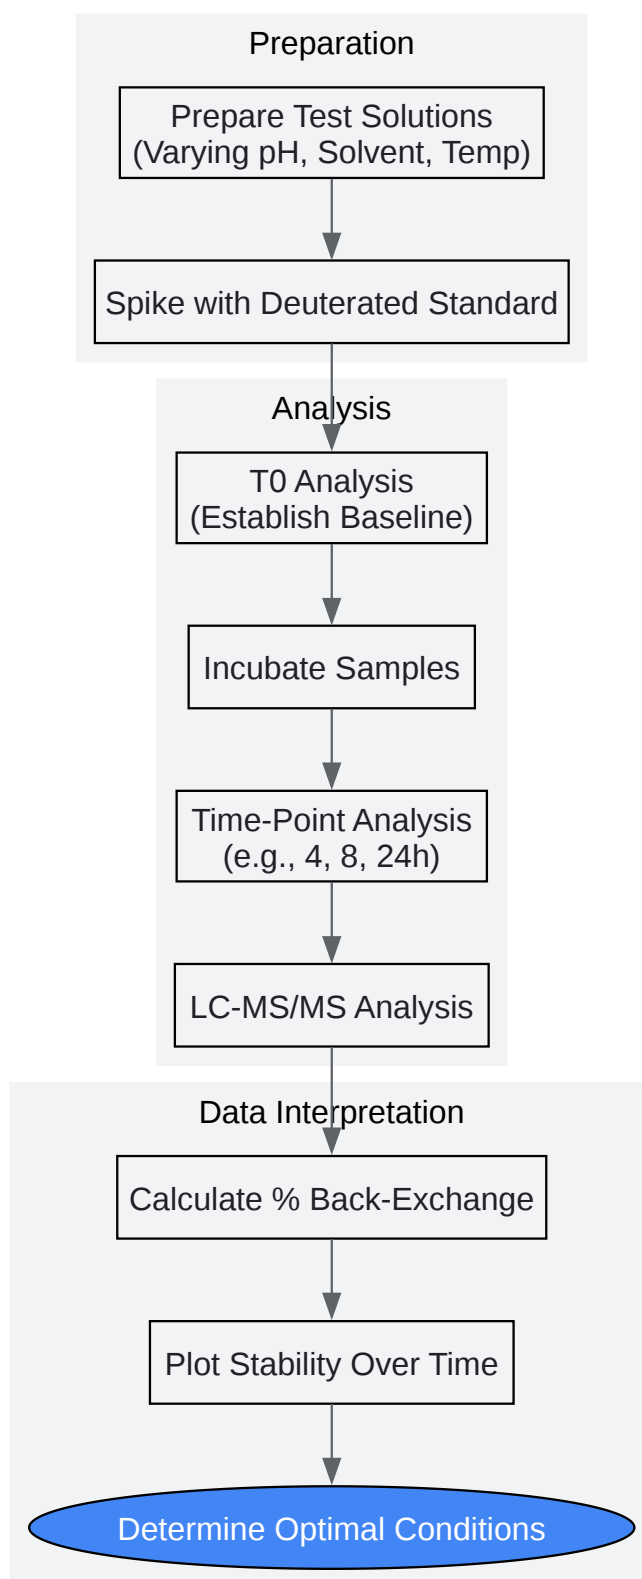 Preparation
Prepare Test Solutions
(Varying pH, Solvent, Temp)
Spike with Deuterated Standard
Analysis
T0 Analysis
(Establish Baseline)
Incubate Samples
Time-Point Analysis
(e.g., 4, 8, 24h)
LC-MS/MS Analysis
Data Interpretation
Calculate % Back-Exchange
Plot Stability Over Time
Determine Optimal Conditions